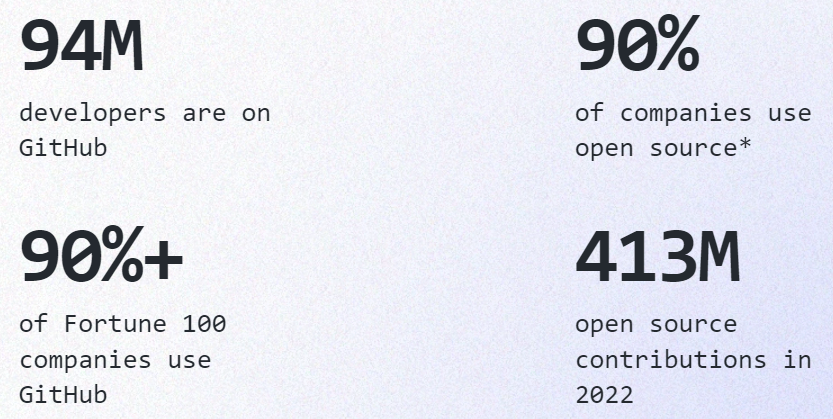 94M
developers are on
GitHub
90%
of companies use
open source*
90%+
of Fortune 100
companies use
GitHub
413M
open source
contributions in
2022